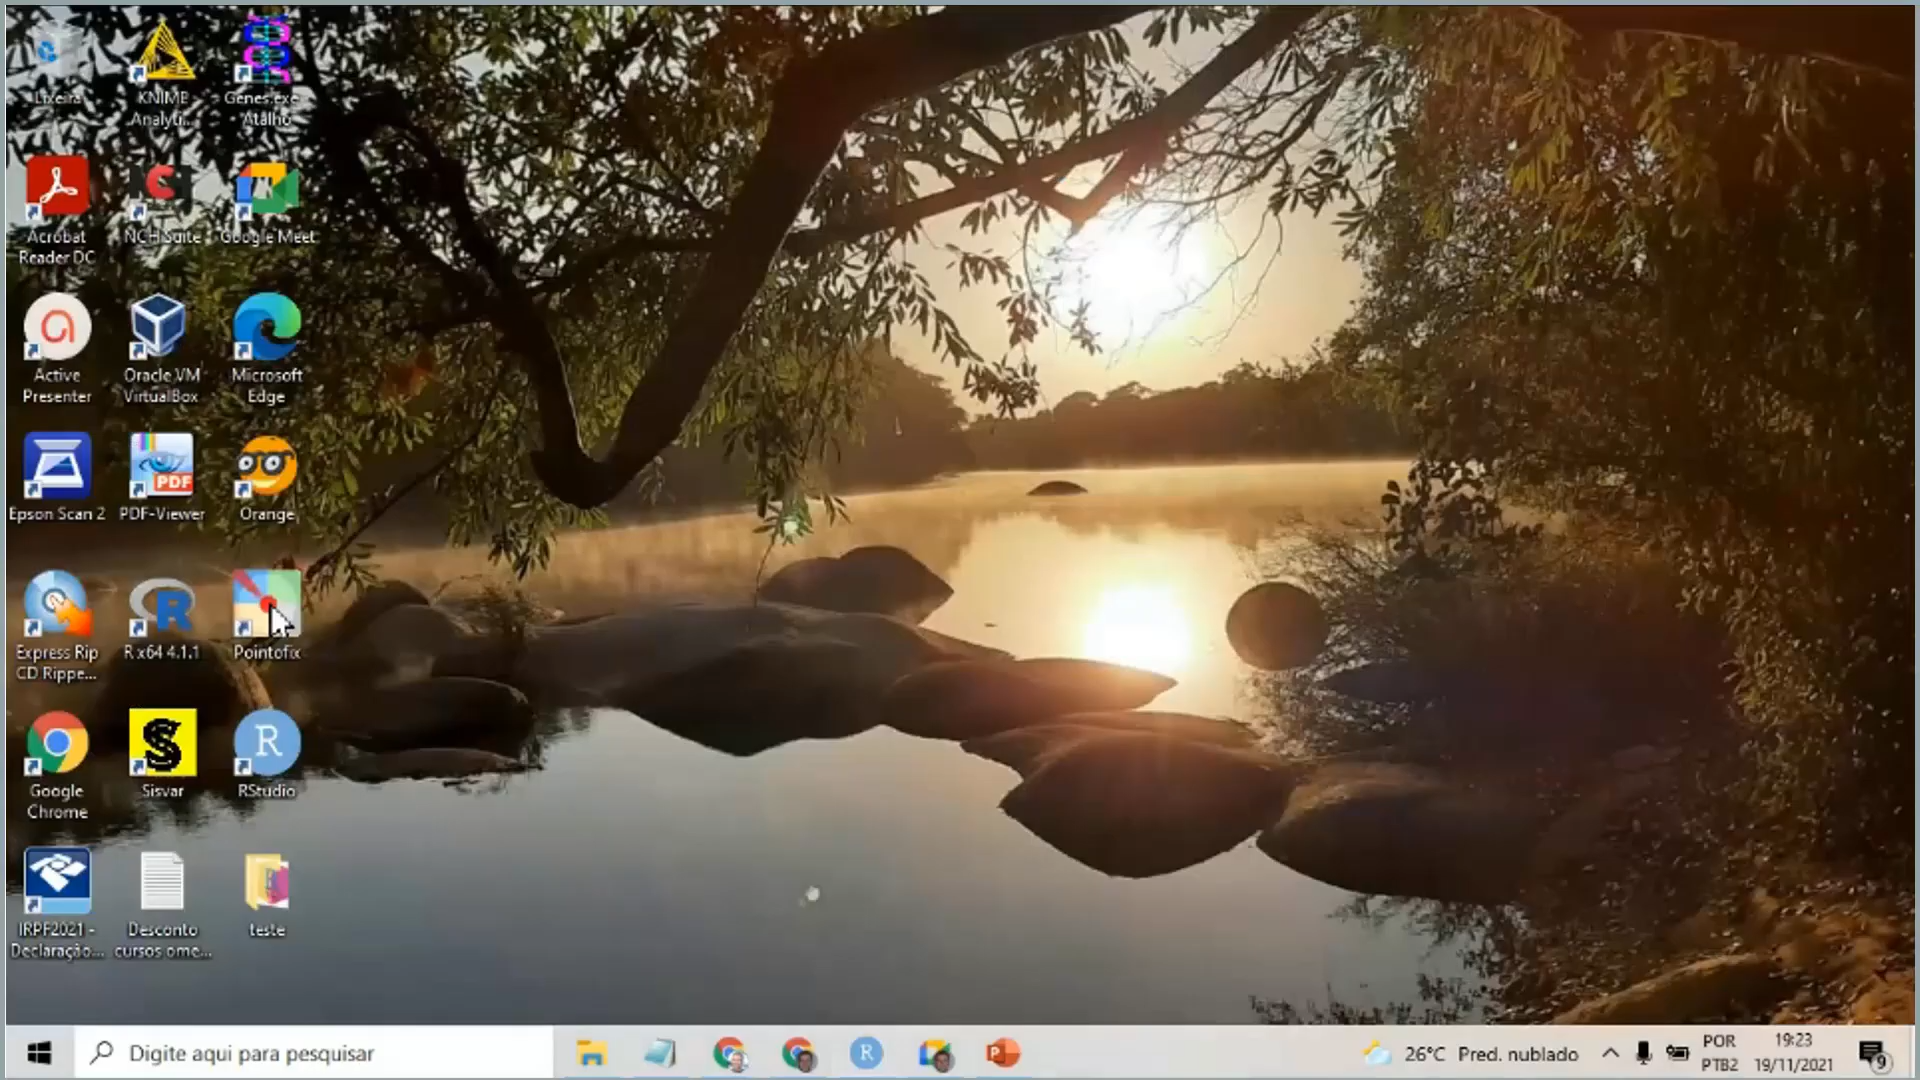 Lixeira
KNIME
Analyti...
Genes.exe -
Atalho
Acrobat
Reader DC
NCH Suite
Google Meet
Active
Presenter
Oracle VM
VirtualBox
Microsoft
Edge
Epson Scan 2
PDF
PDF-Viewer
Orange
Express Rip
CD Rippe...
R
R x64 4.1.1
Pointofix
Google
Chrome
S
Sisvar
R
RStudio
IRPF2021 -
Declaração...
Desconto
cursos ome...
teste
Digite aqui para pesquisar
R
P
26°C Pred. nublado
POR
PTB2
19:23
19/11/2021
9